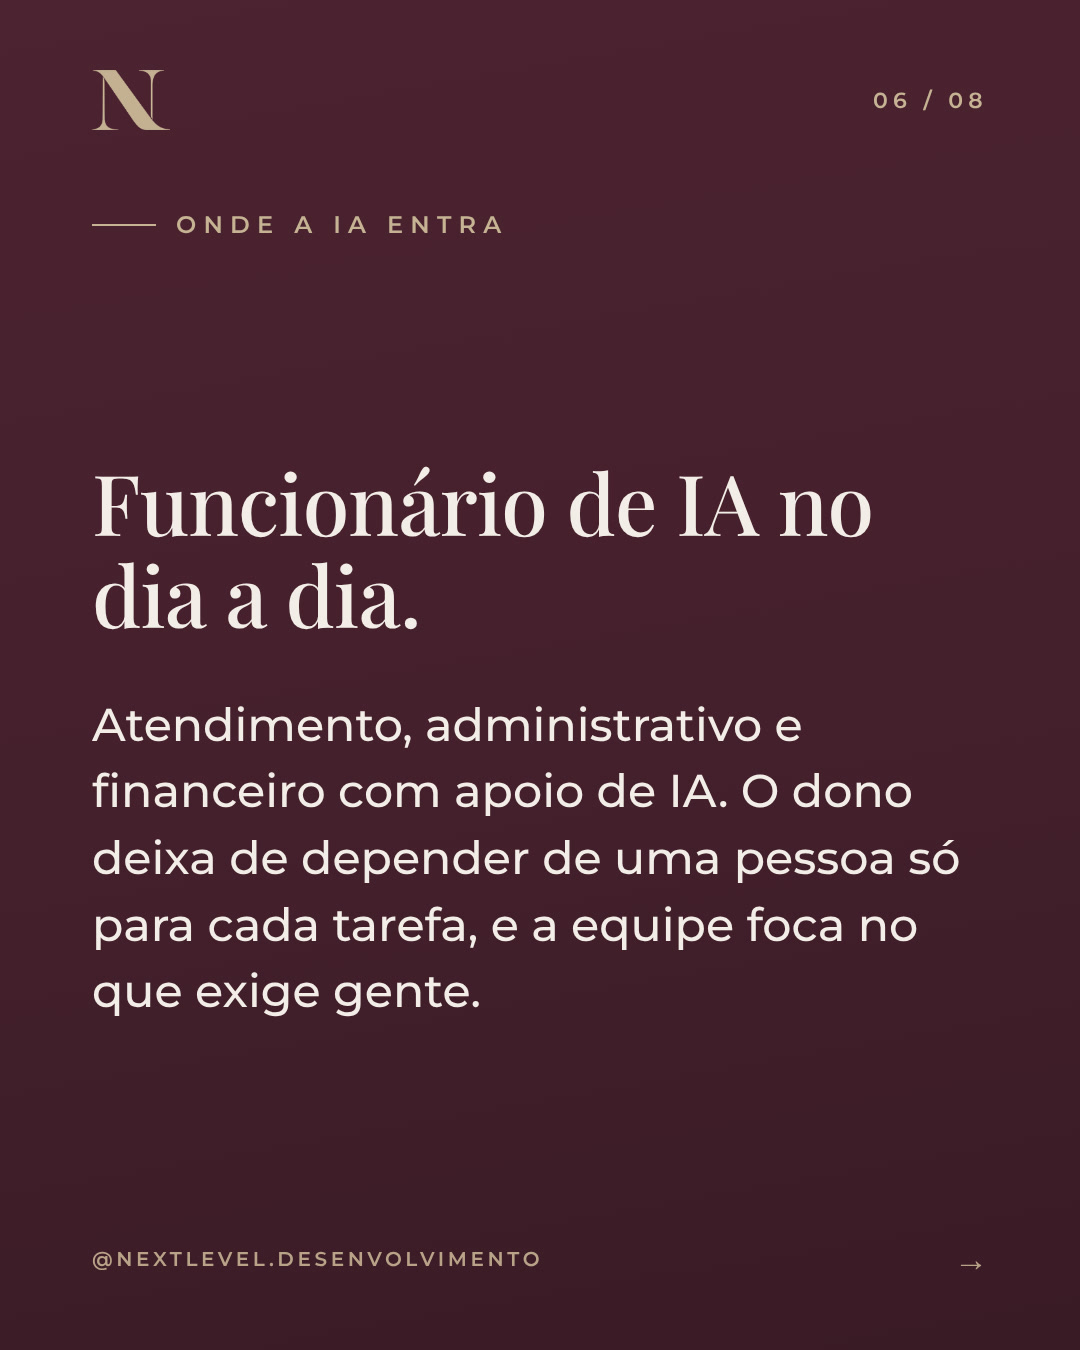 N
06 / 08
ONDE A IA ENTRA
Funcionário de IA no
dia a dia.
Atendimento, administrativo e
financeiro com apoio de IA. O dono
deixa de depender de uma pessoa só
para cada tarefa, e a equipe foca no
que exige gente.
@NEXTLEVEL.DESENVOLVIMENTO
→